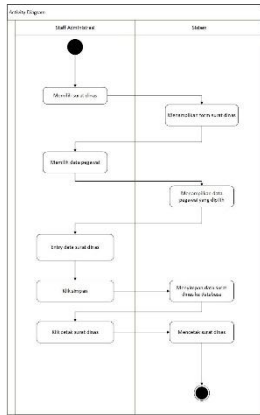 Activity Diagram
Staff Administrasi
Sistem
Memilih surat dinas
Menampilkan form surat dinas
Memilih data pegawai
Menampilkan data
pegawai yang dipilih
Entry data surat dinas
Klik simpan
Menyimpan data surat
dinas ke database
Klik cetak surat dinas
Mencetak surat dinas